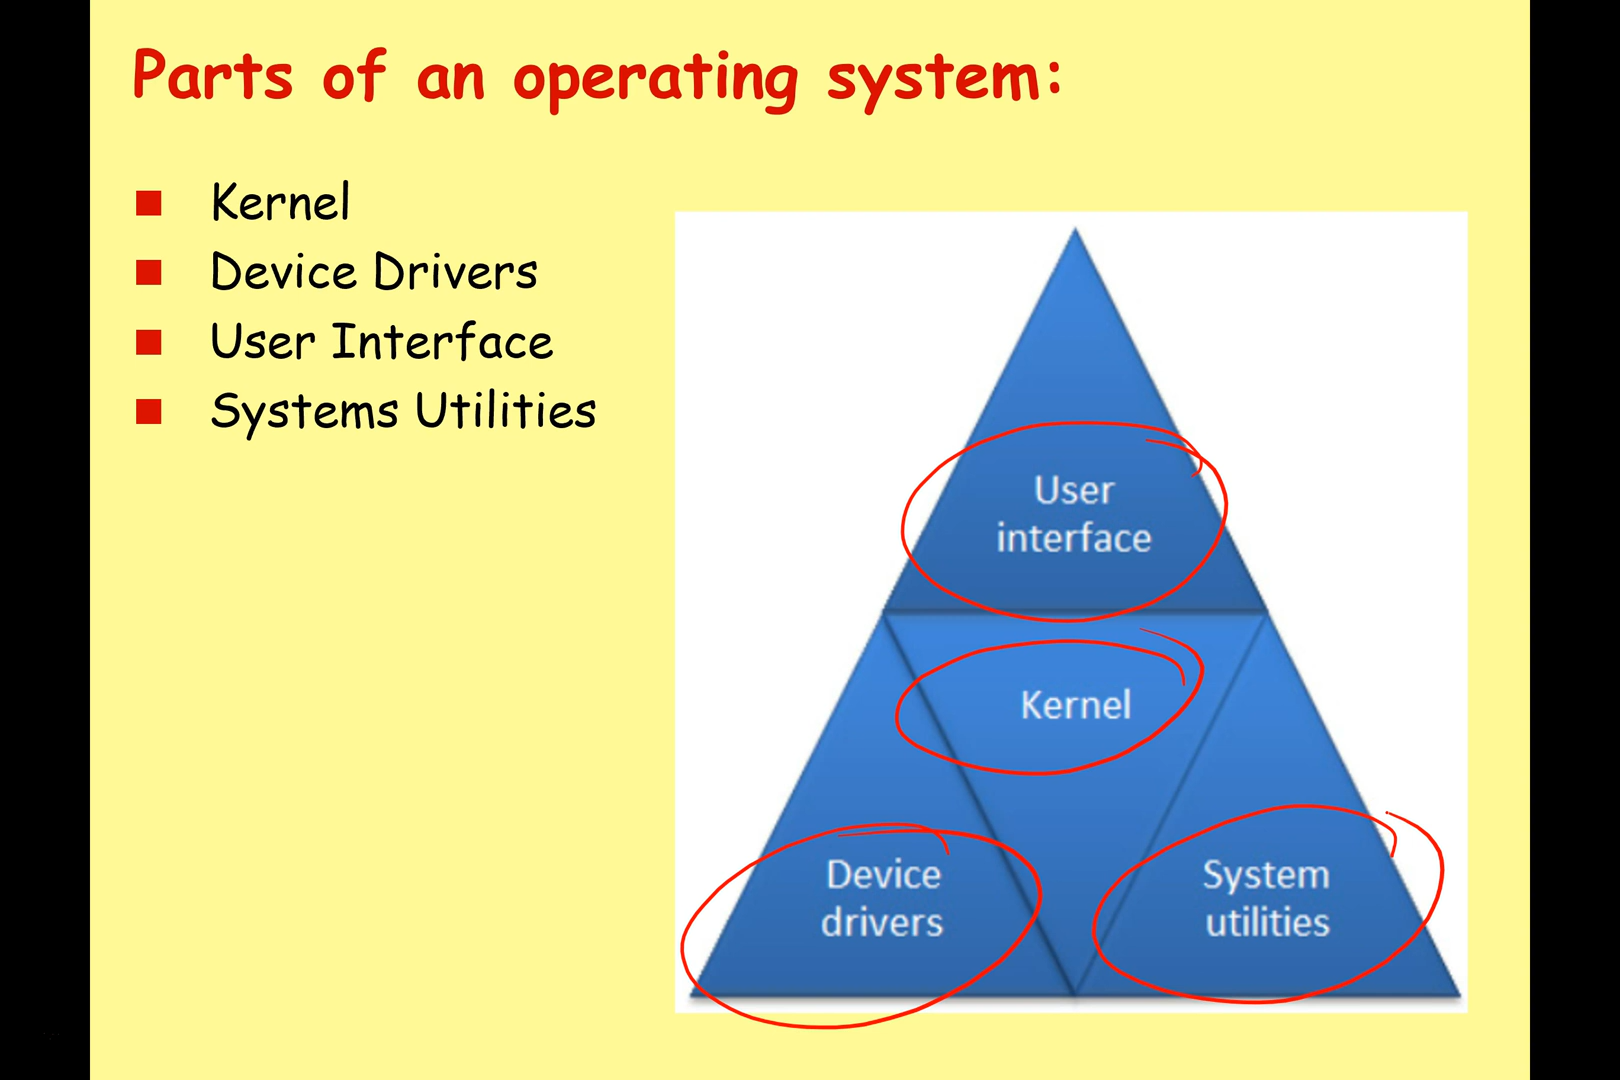 Parts of an operating system:
Kernel
Device Drivers
User Interface
Systems Utilities
User
interface
Kernel
Device
drivers
System
utilities